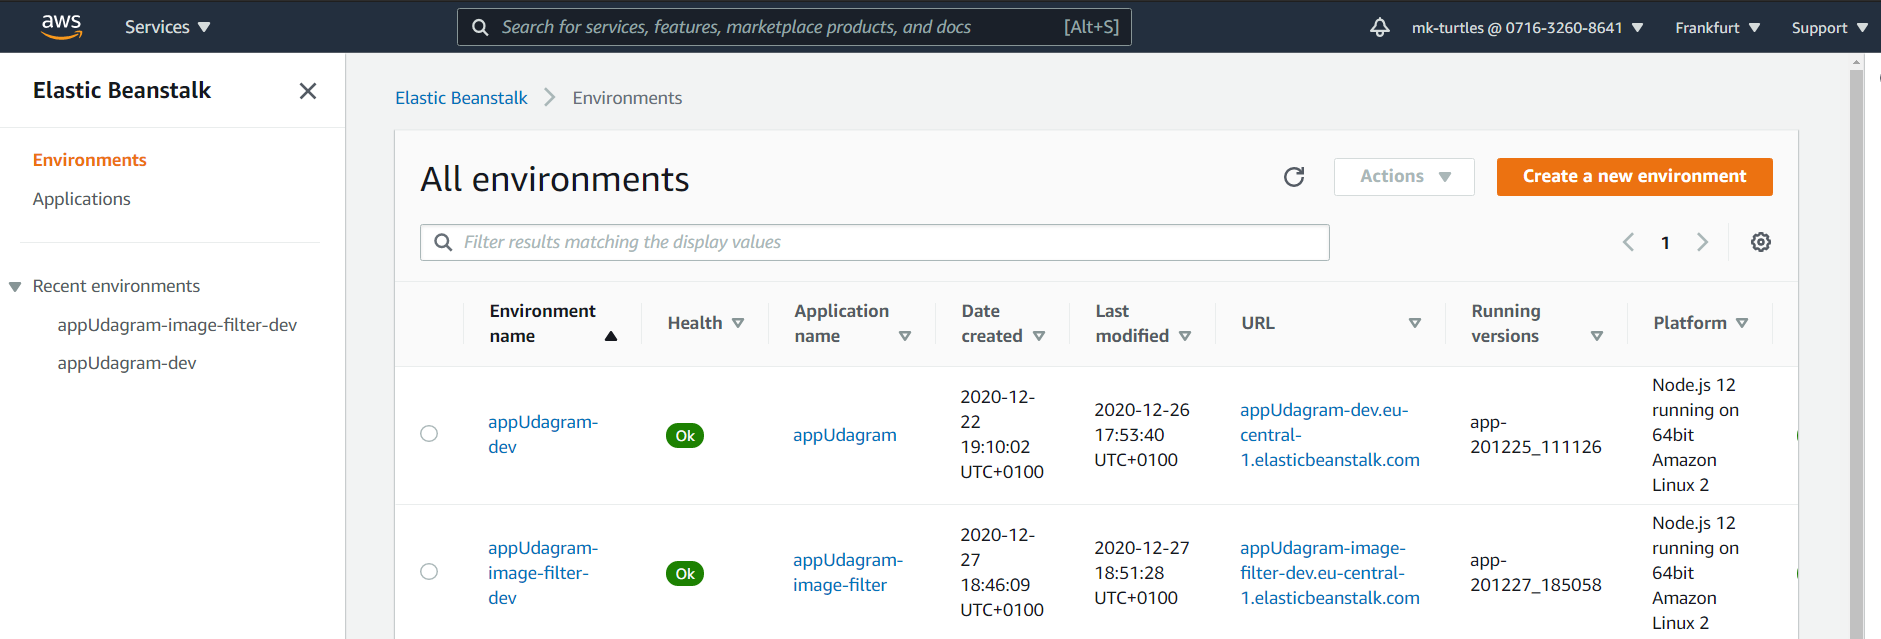 aws
Services
Search for services, features, marketplace products, and docs
[Alt+S]
mk-turtles @ 0716-3260-8641
Frankfurt
Support
Elastic Beanstalk
Environments
Applications
Recent environments
appUdagram-image-filter-dev
appUdagram-dev
Elastic Beanstalk
Environments
All environments
Actions
Create a new environment
Filter results matching the display values
1
Environment
name
Health
Application
name
Date
created
Last
modified
URL
Running
versions
Platform
appUdagram-
dev
Ok
appUdagram
2020-12-
22
19:10:02
UTC+0100
2020-12-26
17:53:40
UTC+0100
appUdagram-dev.eu-
central-
1.elasticbeanstalk.com
app-
201225_111126
Node.js 12
running on
64bit
Amazon
Linux 2
appUdagram-
image-filter-
dev
Ok
appUdagram-
image-filter
2020-12-
27
18:46:09
UTC+0100
2020-12-27
18:51:28
UTC+0100
appUdagram-image-
filter-dev.eu-central-
1.elasticbeanstalk.com
app-
201227_185058
Node.js 12
running on
64bit
Amazon
Linux 2